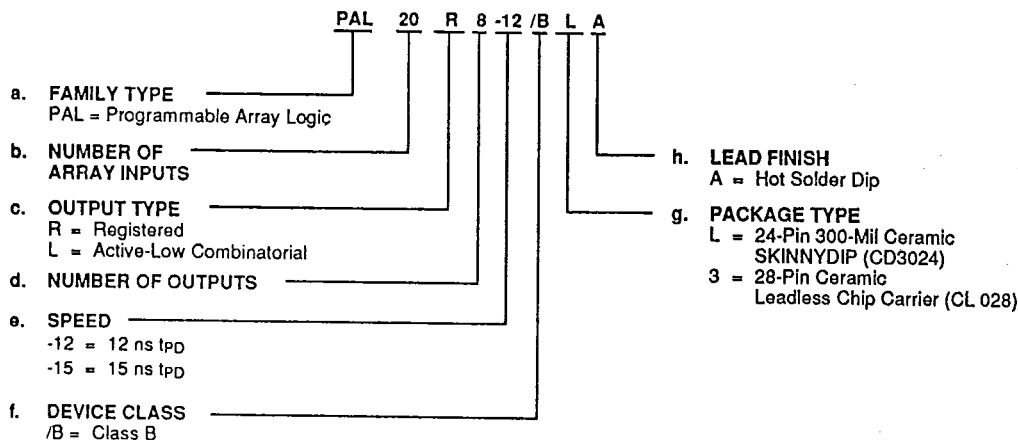 PAL 20 R 8 -12 /B L A
a. FAMILY TYPE
PAL = Programmable Array Logic
b. NUMBER OF
ARRAY INPUTS
c. OUTPUT TYPE
R = Registered
L = Active-Low Combinatorial
d. NUMBER OF OUTPUTS
e. SPEED
-12 = 12 ns tPD
-15 = 15 ns tPD
f. DEVICE CLASS
/B = Class B
h. LEAD FINISH
A = Hot Solder Dip
g. PACKAGE TYPE
L = 24-Pin 300-Mil Ceramic
SKINNYDIP (CD3024)
3 = 28-Pin Ceramic
Leadless Chip Carrier (CL 028)